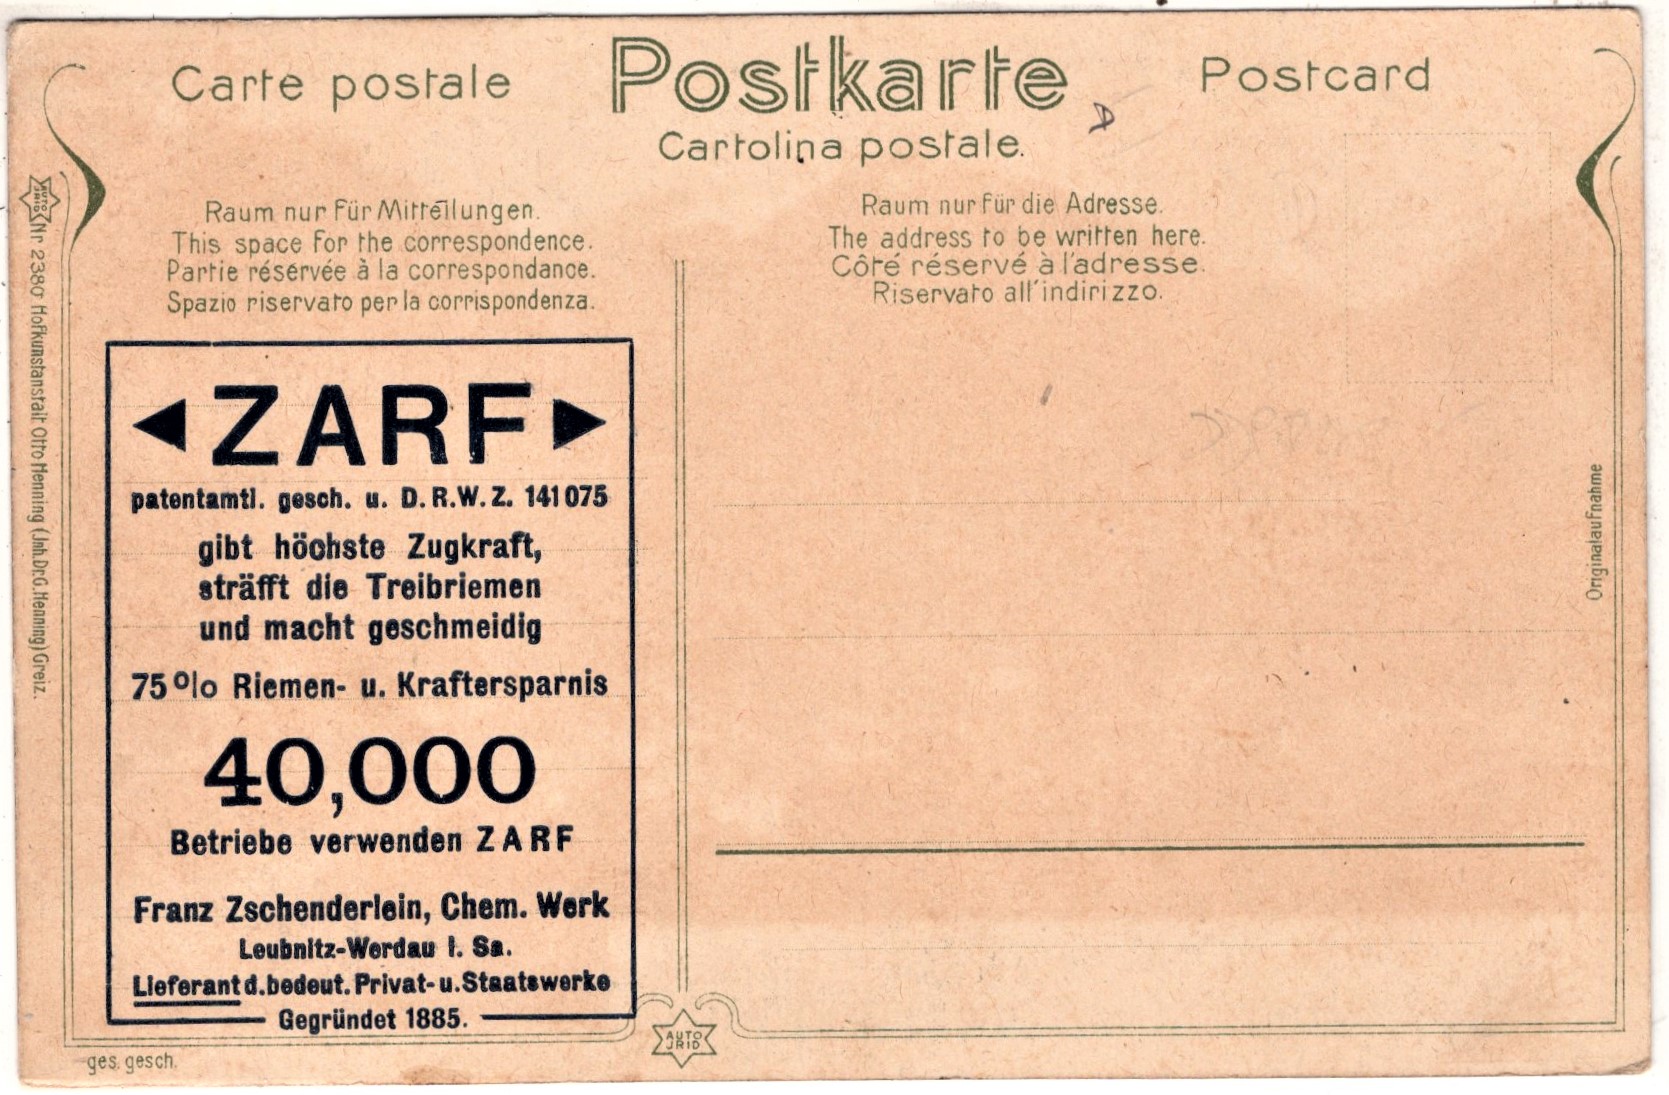 Carte postale
Postkarte
Postcard
Cartolina postale.
Raum nur für Mitteilungen.
This space for the correspondence.
Partie réservée à la correspondance.
Spazio riservato per la corrispondenza.
Raum nur für die Adresse.
The address to be written here.
Côté réservé à l'adresse.
Riservato all'indirizzo.
ZARF
patentamtl. gesch. u. D.R.W.Z. 141075
gibt höchste Zugkraft,
sträfft die Treibriemen
und macht geschmeidig
75% Riemen- u. Kraftersparnis
40,000
Betriebe verwenden ZARF
Franz Zschenderlein, Chem. Werk
Leubnitz-Werdau i. Sa.
Lieferant d. bedeut. Privat- u. Staatswerke
Gegründet 1885.
AUTO
JRID
Nr 2380 Hofkunstanstalt Otto Henning (Jnh. Dr. G. Henning) Greiz.
Originalaufnahme
AUTO
JRID
ges. gesch.